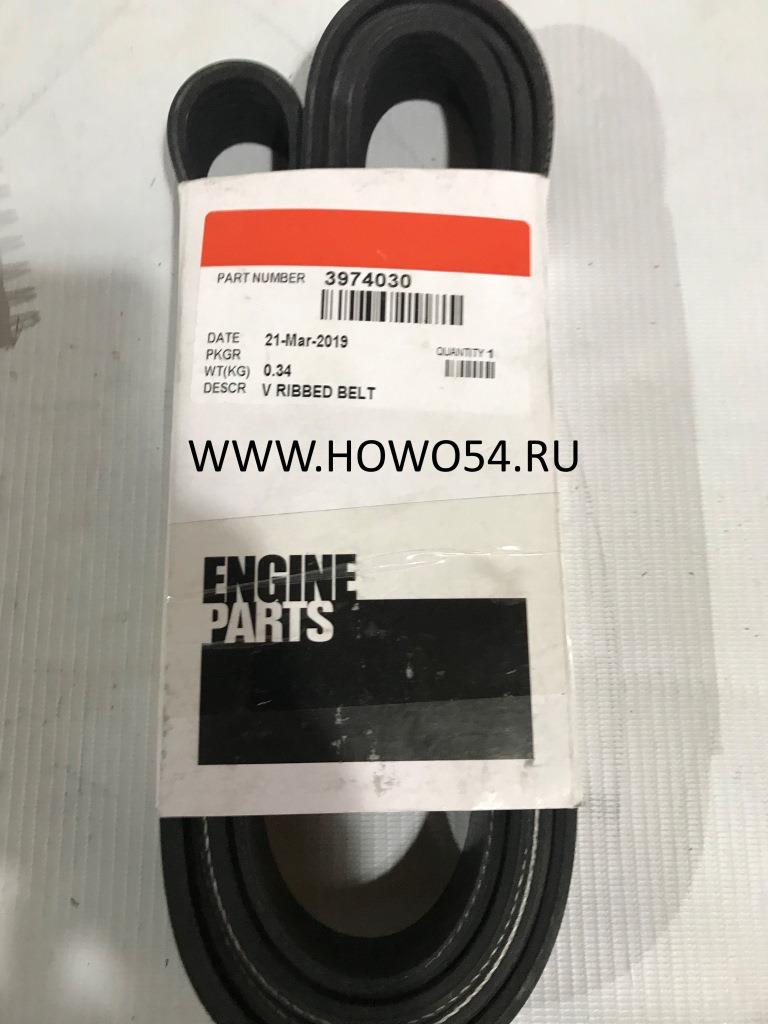 PART NUMBER 3974030
DATE 21-Mar-2019
PKGR
QUANTITY 1
WT(KG) 0.34
DESCR V RIBBED BELT
WWW.HOWO54.RU
ENGINE
PARTS